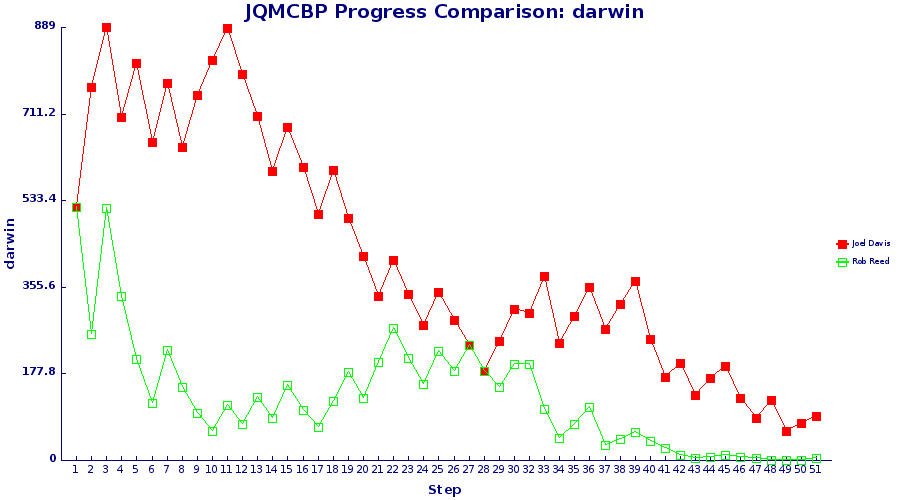 JQMCBP Progress Comparison: darwin
889
711.2
533.4
355.6
177.8
0
darwin
Joel Davis
Rob Reed
1 2 3 4 5 6 7 8 9 10 11 12 13 14 15 16 17 18 19 20 21 22 23 24 25 26 27 28 29 30 32 33 34 35 36 37 38 39 40 41 42 43 44 45 46 47 48 49 50 51
Step